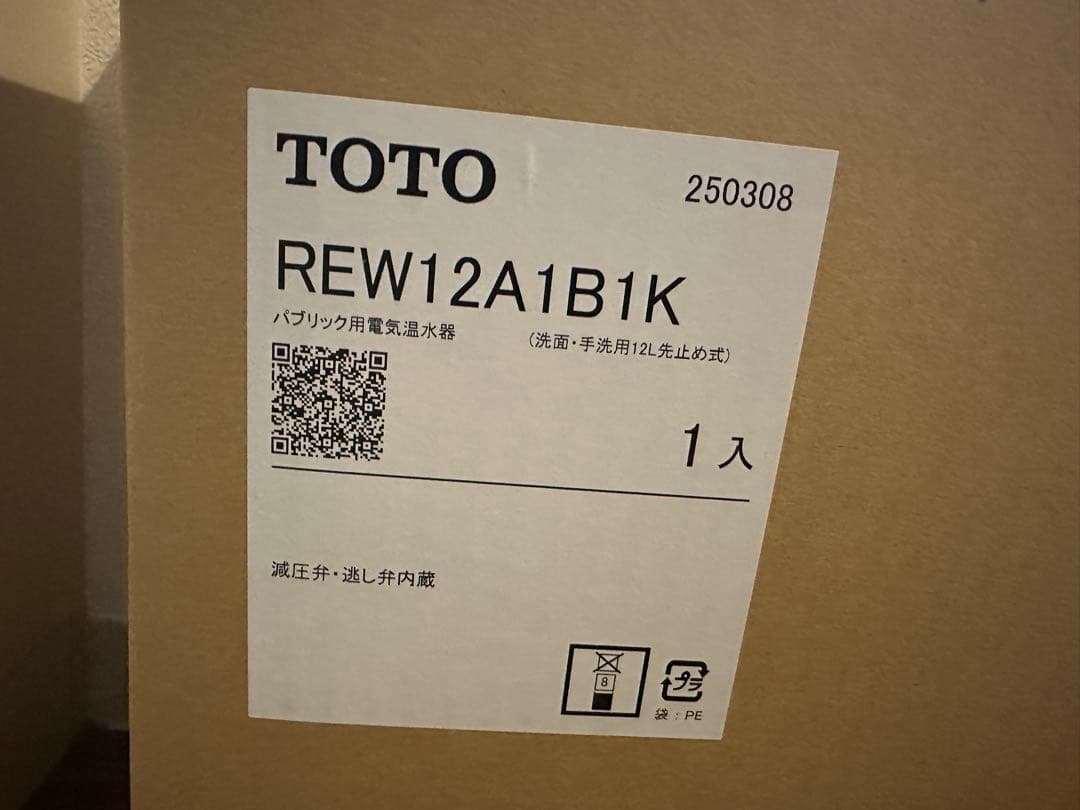 TOTO
250308
REW12A1B1K
パブリック用電気温水器 (洗面・手洗用12L先止め式)
1入
減圧弁・逃し弁内蔵
8
プラ
袋：PE